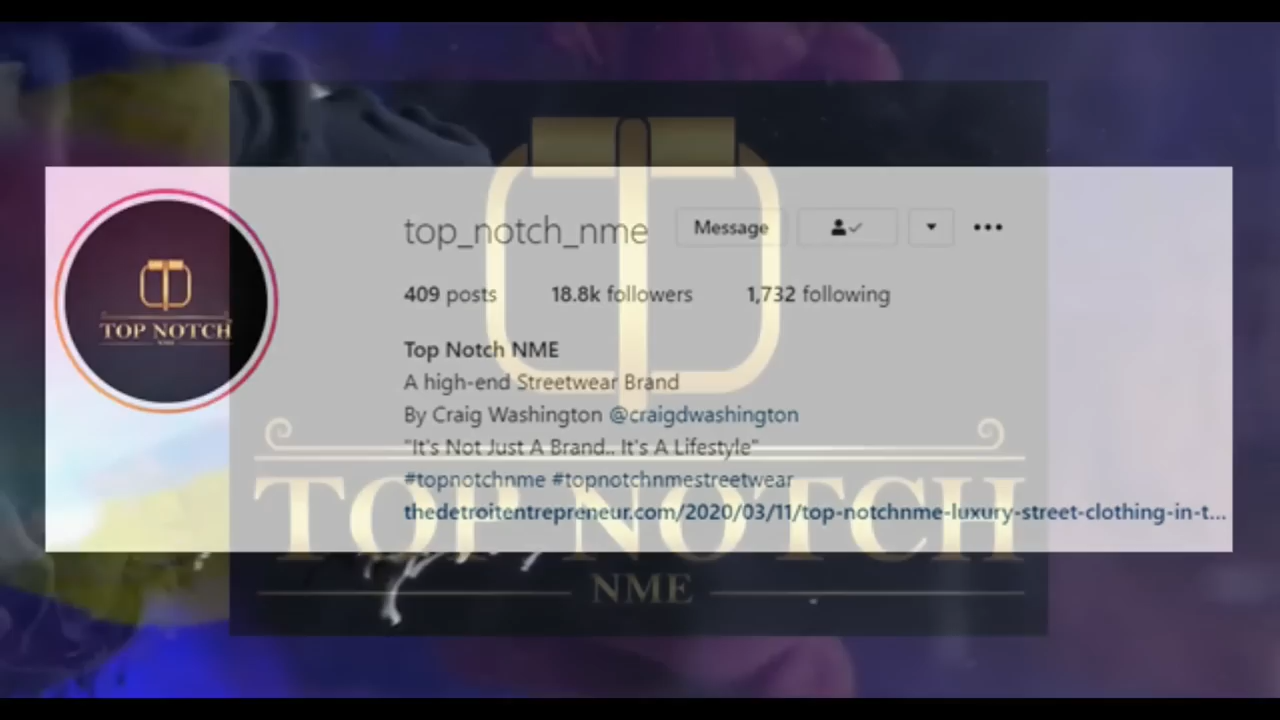 top_notch_nme Message
409 posts 18.8k followers 1,732 following
Top Notch NME
A high-end Streetwear Brand
By Craig Washington @craigdwashington
"It's Not Just A Brand.. It's A Lifestyle"
#topnotchnme #topnotchnmestreetwear
thedetroitentrepreneur.com/2020/03/11/top-notchnme-luxury-street-clothing-in-t...
TOP NOTCH
TOP NOTCH
NME